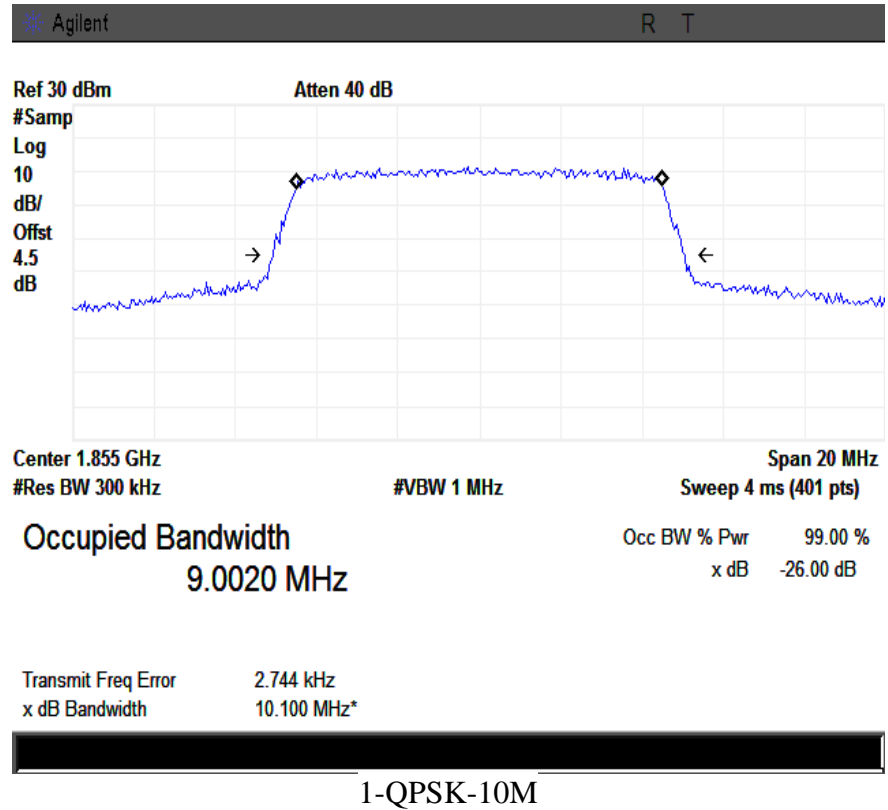 Agilent R T
Ref 30 dBm Atten 40 dB
#Samp
Log
10
dB/
Offst
4.5
dB
Center 1.855 GHz Span 20 MHz
#Res BW 300 kHz #VBW 1 MHz Sweep 4 ms (401 pts)
Occupied Bandwidth Occ BW % Pwr 99.00 %
9.0020 MHz x dB -26.00 dB
Transmit Freq Error 2.744 kHz
x dB Bandwidth 10.100 MHz*
1-QPSK-10M